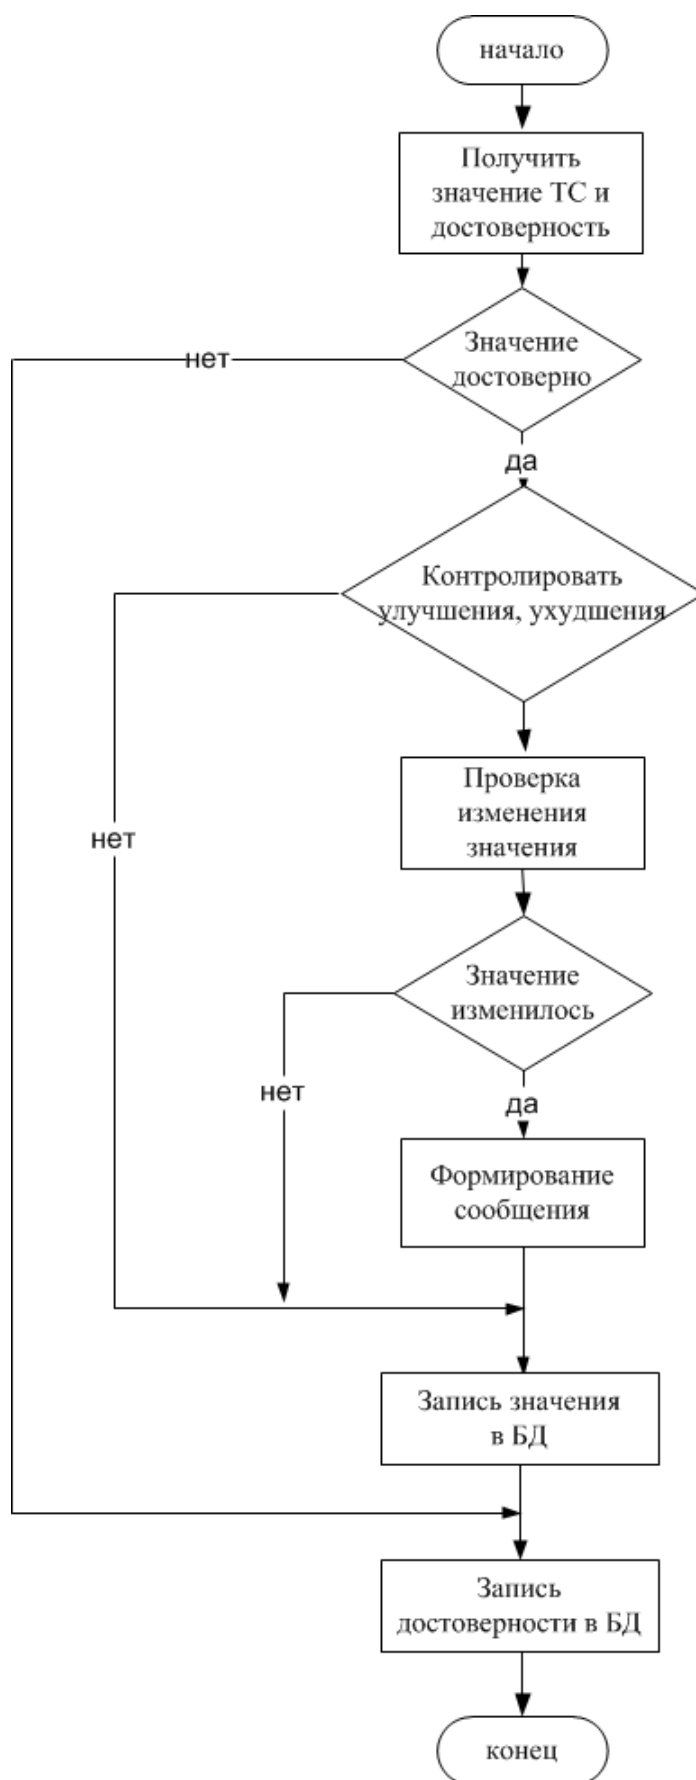 начало
Получить
значение ТС и
достоверность
Значение
достоверно
нет
да
Контролировать
улучшения, ухудшения
Проверка
изменения
значения
нет
Значение
изменилось
нет
да
Формирование
сообщения
Запись значения
в БД
Запись
достоверности в БД
конец